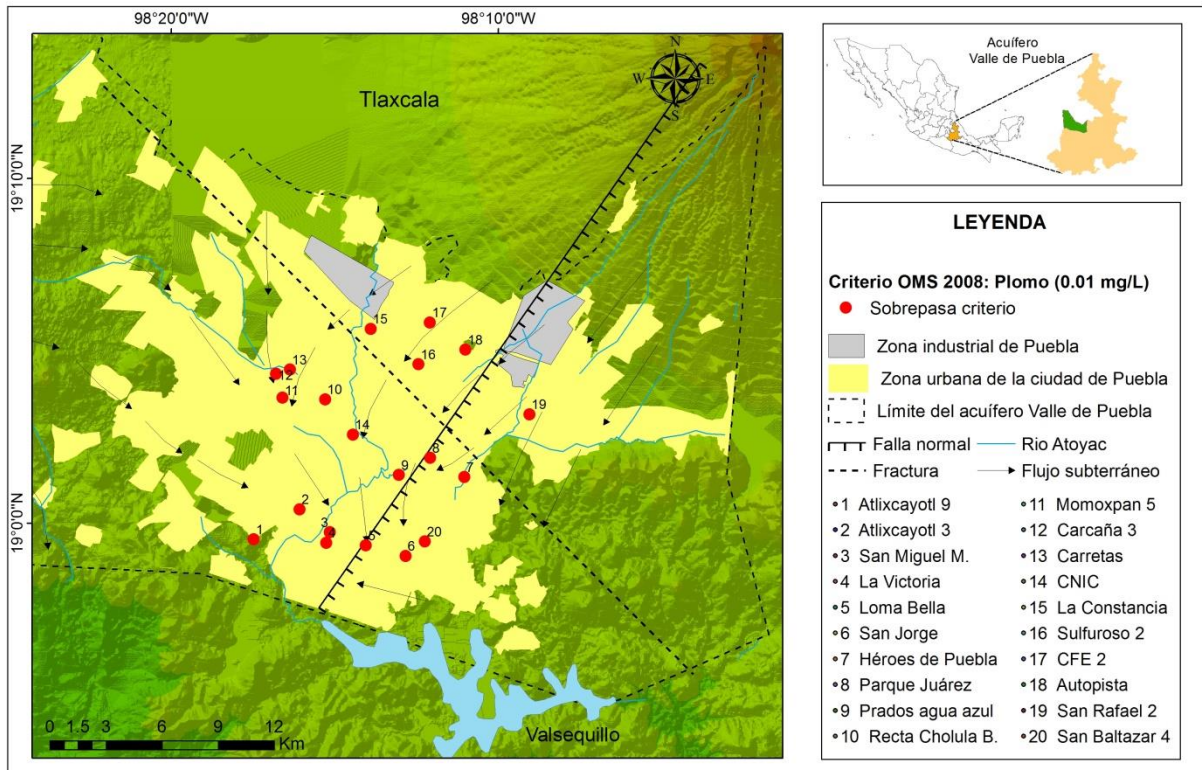 98°20'0"W
98°10'0"W
19°10'0"N
19°0'0"N
Tlaxcala
N
W
E
S
17
15
18
16
13
12
11
10
19
14
8
9
7
2
3
1
4
5
20
6
0 1.5 3 6 9 12
Km
Valsequillo
Acuífero
Valle de Puebla
LEYENDA
Criterio OMS 2008: Plomo (0.01 mg/L)
Sobrepasa criterio
Zona industrial de Puebla
Zona urbana de la ciudad de Puebla
Límite del acuífero Valle de Puebla
Falla normal
Rio Atoyac
Fractura
Flujo subterráneo
1 Atlixcayotl 9
2 Atlixcayotl 3
3 San Miguel M.
4 La Victoria
5 Loma Bella
6 San Jorge
7 Héroes de Puebla
8 Parque Juárez
9 Prados agua azul
10 Recta Cholula B.
11 Momoxpan 5
12 Carcaña 3
13 Carretas
14 CNIC
15 La Constancia
16 Sulfuroso 2
17 CFE 2
18 Autopista
19 San Rafael 2
20 San Baltazar 4